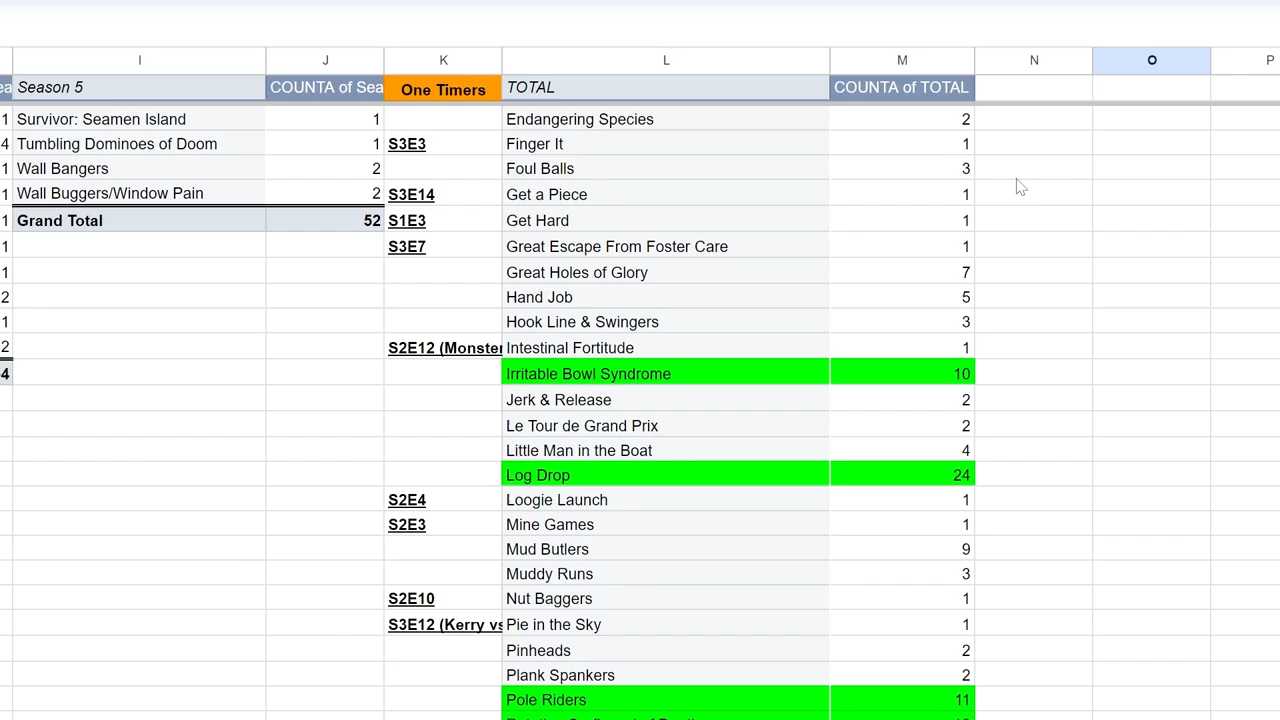 I J K L M N O P
ea Season 5 COUNTA of Sea One Timers TOTAL COUNTA of TOTAL
1 Survivor: Seamen Island 1 Endangering Species 2
4 Tumbling Dominoes of Doom 1 S3E3 Finger It 1
1 Wall Bangers 2 Foul Balls 3
1 Wall Buggers/Window Pain 2 S3E14 Get a Piece 1
1 Grand Total 52 S1E3 Get Hard 1
1 S3E7 Great Escape From Foster Care 1
1 Great Holes of Glory 7
2 Hand Job 5
1 Hook Line & Swingers 3
2 S2E12 (Monster Intestinal Fortitude 1
4 Irritable Bowl Syndrome 10
Jerk & Release 2
Le Tour de Grand Prix 2
Little Man in the Boat 4
Log Drop 24
S2E4 Loogie Launch 1
S2E3 Mine Games 1
Mud Butlers 9
Muddy Runs 3
S2E10 Nut Baggers 1
S3E12 (Kerry vs Pie in the Sky 1
Pinheads 2
Plank Spankers 2
Pole Riders 11